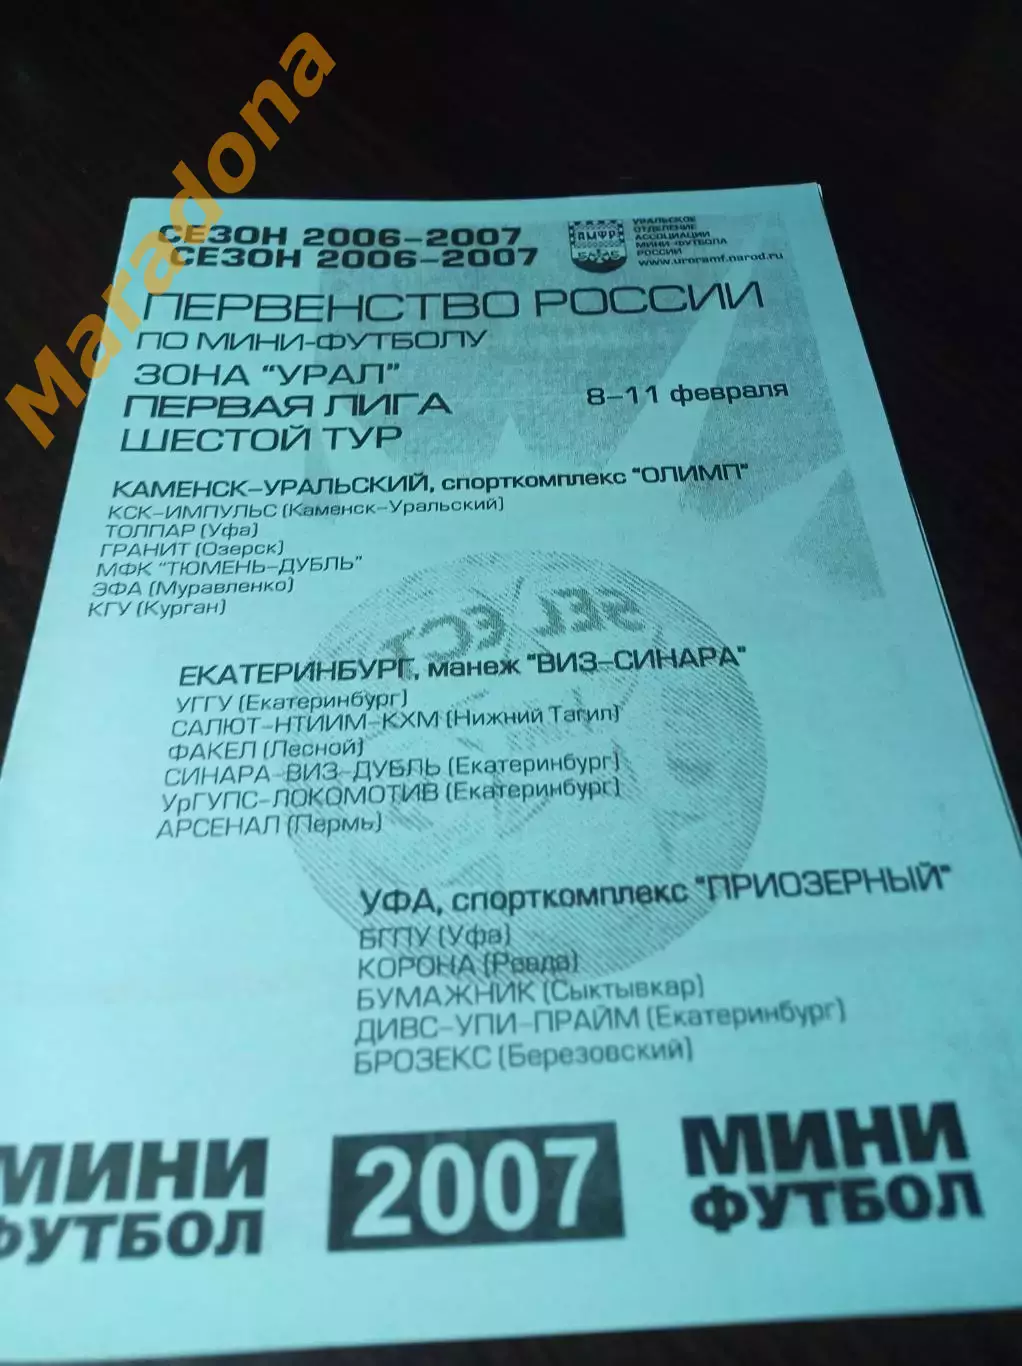 Maradona
СЕЗОН 2006-2007
СЕЗОН 2006-2007
УРАЛЬСКОЕ
ОТДЕЛЕНИЕ
АССОЦИАЦИИ
МИНИ-ФУТБОЛА
РОССИИ
www.uroramf.narod.ru
ПЕРВЕНСТВО РОССИИ
ПО МИНИ-ФУТБОЛУ
ЗОНА "УРАЛ"
ПЕРВАЯ ЛИГА
8-11 февраля
ШЕСТОЙ ТУР
КАМЕНСК-УРАЛЬСКИЙ, спорткомплекс "ОЛИМП"
КСК-ИМПУЛЬС (Каменск-Уральский)
ТОЛПАР (Уфа)
ГРАНИТ (Озерск)
МФК "ТЮМЕНЬ-ДУБЛЬ"
ЭФА (Муравленко)
КГУ (Курган)
SELECT
ЕКАТЕРИНБУРГ, манеж "ВИЗ-СИНАРА"
УГГУ (Екатеринбург)
САЛЮТ-НТИИМ-КХМ (Нижний Тагил)
ФАКЕЛ (Лесной)
СИНАРА-ВИЗ-ДУБЛЬ (Екатеринбург)
УрГУПС-ЛОКОМОТИВ (Екатеринбург)
АРСЕНАЛ (Пермь)
УФА, спорткомплекс "ПРИОЗЕРНЫЙ"
БГПУ (Уфа)
КОРОНА (Ревда)
БУМАЖНИК (Сыктывкар)
ДИВС-УПИ-ПРАЙМ (Екатеринбург)
БРОЗЕКС (Березовский)
МИНИ
ФУТБОЛ
2007
МИНИ
ФУТБОЛ